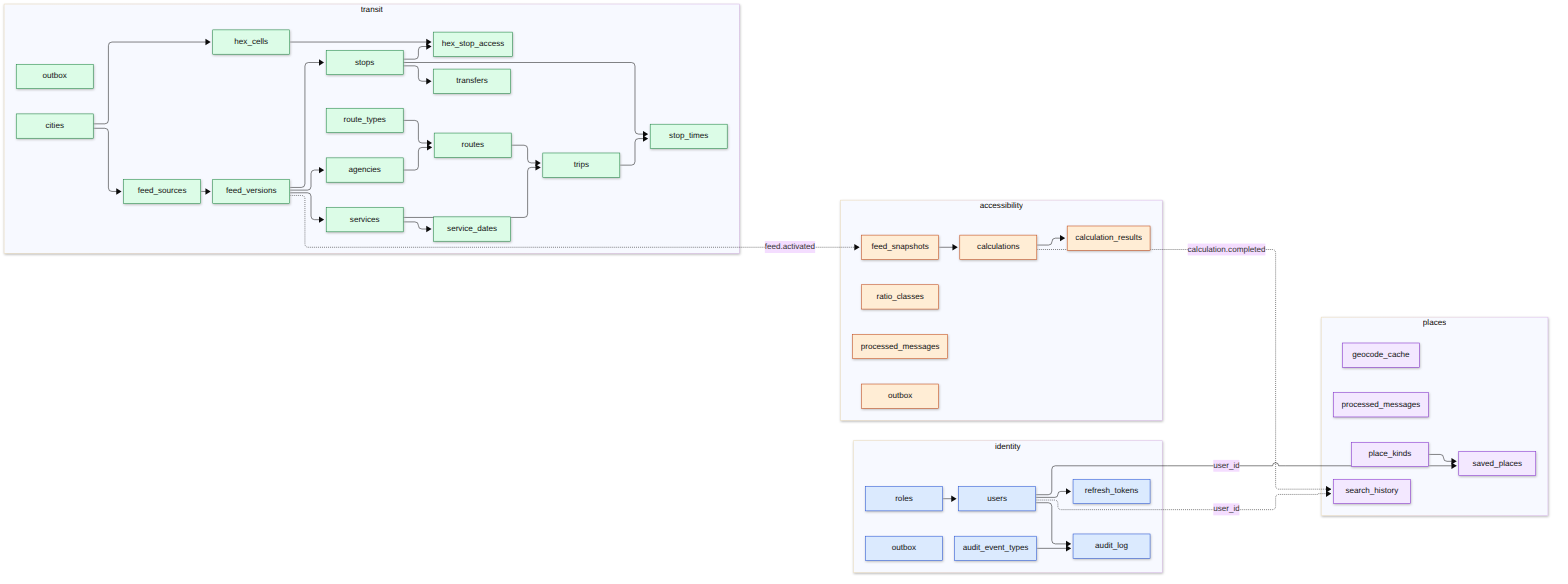 transit
hex_cells
hex_stop_access
stops
outbox
transfers
route_types
cities
stop_times
routes
trips
agencies
feed_sources
feed_versions
services
service_dates
feed.activated
accessibility
feed_snapshots
calculations
calculation_results
calculation.completed
ratio_classes
processed_messages
outbox
places
geocode_cache
processed_messages
place_kinds
saved_places
search_history
identity
user_id
roles
users
refresh_tokens
user_id
outbox
audit_event_types
audit_log